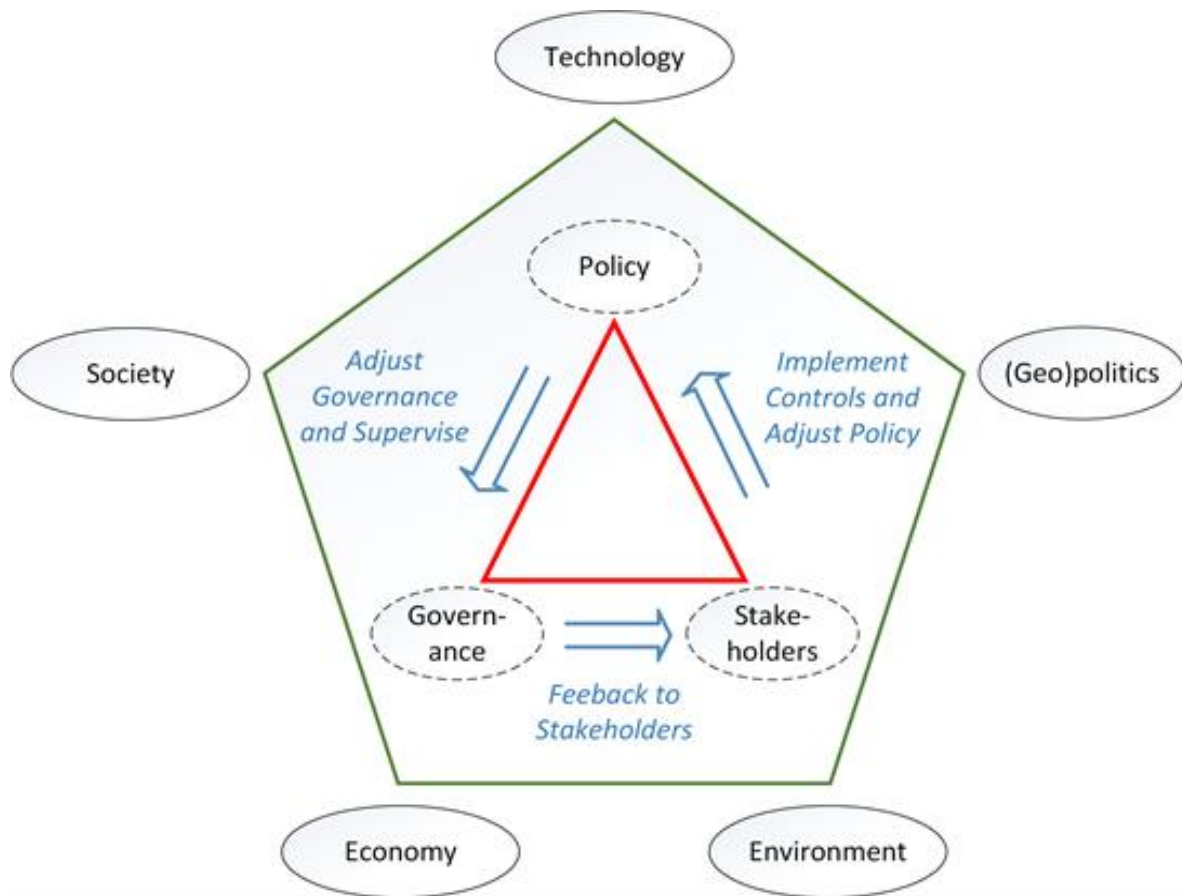 Technology
Policy
Society
Adjust
Governance
and Supervise
Implement
Controls and
Adjust Policy
(Geo)politics
Govern-
ance
Stake-
holders
Feeback to
Stakeholders
Economy
Environment